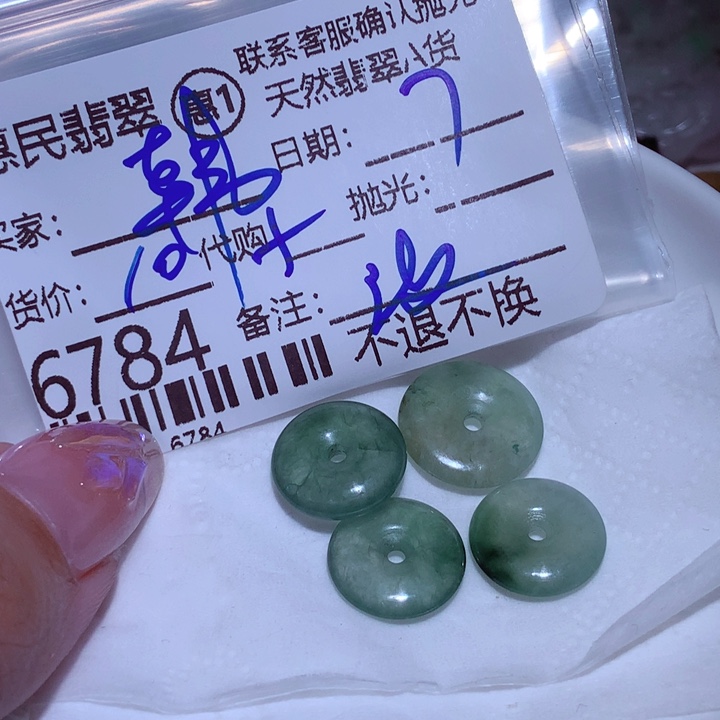 联系客服确认抛光
天然翡翠A货
惠民翡翠 惠1
日期: 7
买家: 韩
抛光:
代购
货价:
备注:
不退不换
6784
6784